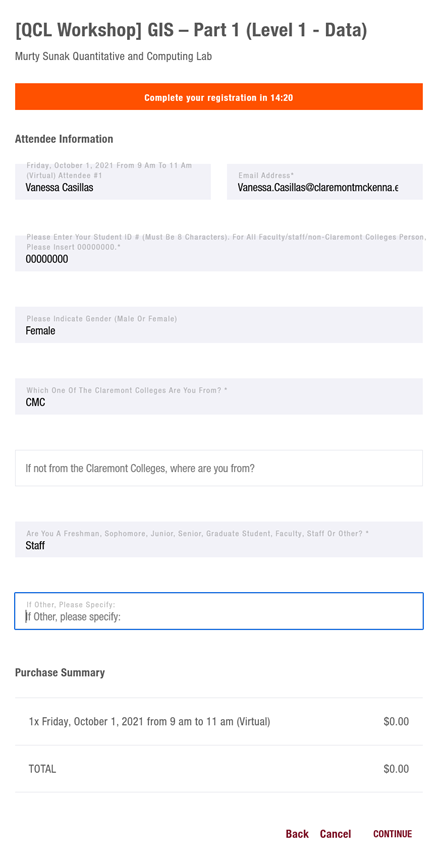 [QCL Workshop] GIS – Part 1 (Level 1 - Data)
Murty Sunak Quantitative and Computing Lab
Complete your registration in 14:20
Attendee Information
Friday, October 1, 2021 From 9 Am To 11 Am
(Virtual) Attendee #1
Vanessa Casillas
Email Address*
Vanessa.Casillas@claremontmckenna.e
Please Enter Your Student ID # (Must Be 8 Characters). For All Faculty/staff/non-Claremont Colleges Person,
Please Insert 00000000.*
00000000
Please Indicate Gender (Male Or Female)
Female
Which One Of The Claremont Colleges Are You From? *
CMC
If not from the Claremont Colleges, where are you from?
Are You A Freshman, Sophomore, Junior, Senior, Graduate Student, Faculty, Staff Or Other? *
Staff
If Other, Please Specify:
If Other, please specify:
Purchase Summary
1x Friday, October 1, 2021 from 9 am to 11 am (Virtual) $0.00
TOTAL $0.00
Back Cancel CONTINUE